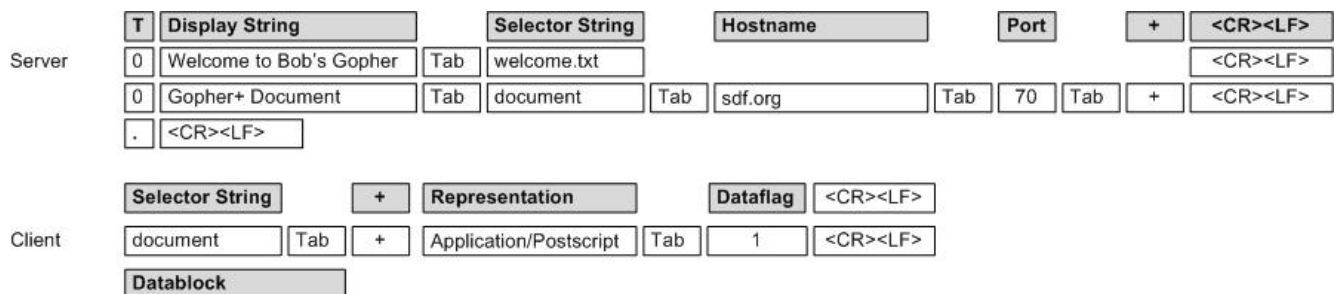 T Display String Selector String Hostname Port + <CR><LF>
Server 0 Welcome to Bob's Gopher Tab welcome.txt <CR><LF>
0 Gopher+ Document Tab document Tab sdf.org Tab 70 Tab + <CR><LF>
. <CR><LF>
Selector String + Representation Dataflag <CR><LF>
Client document Tab + Application/Postscript Tab 1 <CR><LF>
Datablock